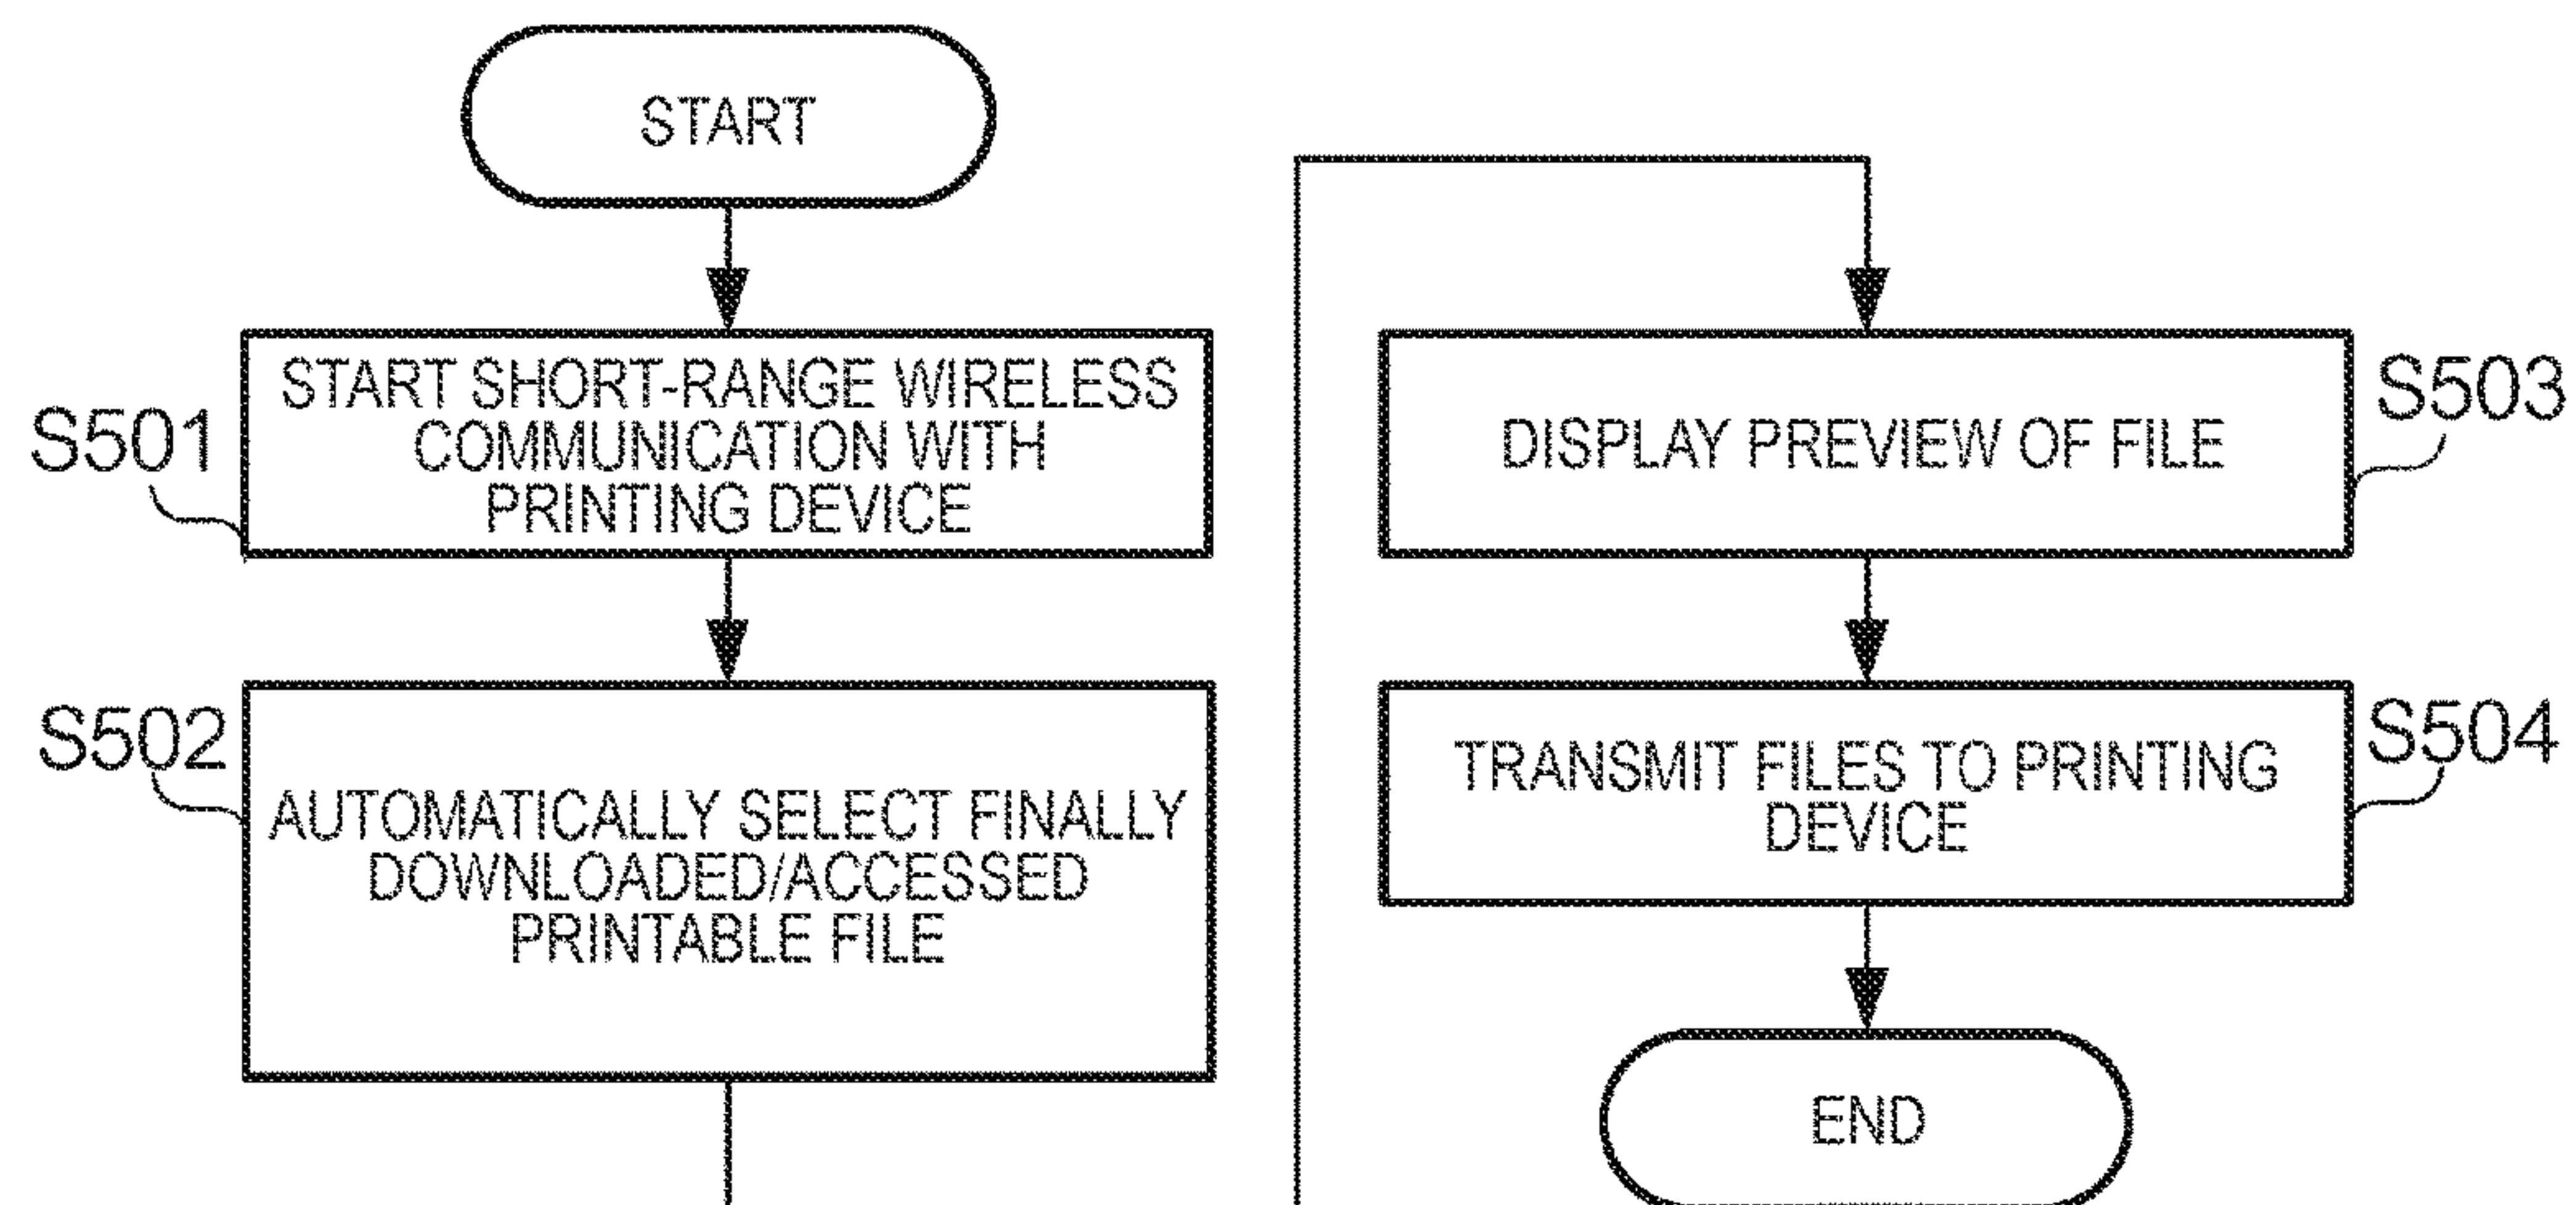 START
S501
START SHORT-RANGE WIRELESS
COMMUNICATION WITH
PRINTING DEVICE
S502
AUTOMATICALLY SELECT FINALLY
DOWNLOADED/ACCESSED
PRINTABLE FILE
DISPLAY PREVIEW OF FILE
S503
TRANSMIT FILES TO PRINTING
DEVICE
S504
END